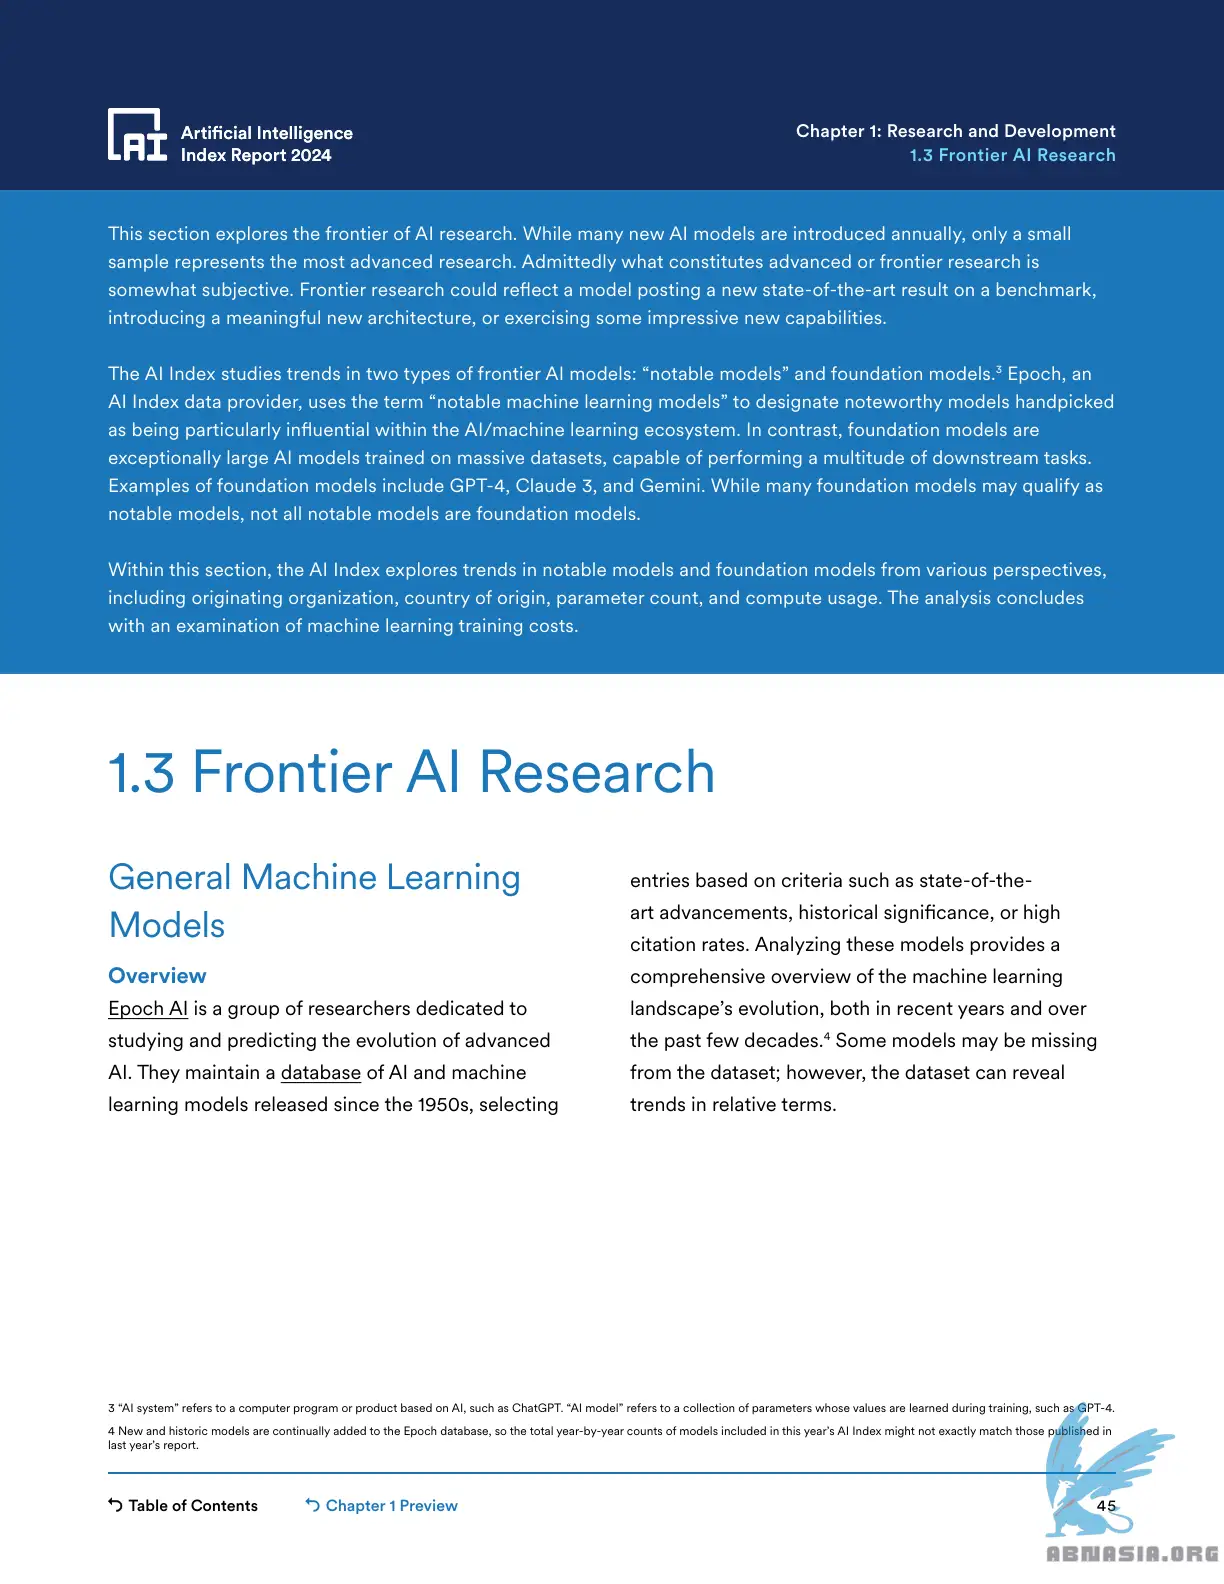 AI
Artificial Intelligence
Index Report 2024
Chapter 1: Research and Development
1.3 Frontier AI Research
This section explores the frontier of AI research. While many new AI models are introduced annually, only a small
sample represents the most advanced research. Admittedly what constitutes advanced or frontier research is
somewhat subjective. Frontier research could reflect a model posting a new state-of-the-art result on a benchmark,
introducing a meaningful new architecture, or exercising some impressive new capabilities.
The AI Index studies trends in two types of frontier AI models: “notable models” and foundation models.³ Epoch, an
AI Index data provider, uses the term “notable machine learning models” to designate noteworthy models handpicked
as being particularly influential within the AI/machine learning ecosystem. In contrast, foundation models are
exceptionally large AI models trained on massive datasets, capable of performing a multitude of downstream tasks.
Examples of foundation models include GPT-4, Claude 3, and Gemini. While many foundation models may qualify as
notable models, not all notable models are foundation models.
Within this section, the AI Index explores trends in notable models and foundation models from various perspectives,
including originating organization, country of origin, parameter count, and compute usage. The analysis concludes
with an examination of machine learning training costs.
1.3 Frontier AI Research
General Machine Learning
Models
Overview
Epoch AI is a group of researchers dedicated to
studying and predicting the evolution of advanced
AI. They maintain a database of AI and machine
learning models released since the 1950s, selecting
entries based on criteria such as state-of-the-
art advancements, historical significance, or high
citation rates. Analyzing these models provides a
comprehensive overview of the machine learning
landscape’s evolution, both in recent years and over
the past few decades.⁴ Some models may be missing
from the dataset; however, the dataset can reveal
trends in relative terms.
3 “AI system” refers to a computer program or product based on AI, such as ChatGPT. “AI model” refers to a collection of parameters whose values are learned during training, such as GPT-4.
4 New and historic models are continually added to the Epoch database, so the total year-by-year counts of models included in this year’s AI Index might not exactly match those published in
last year’s report.
Table of Contents
Chapter 1 Preview
45
ABNASIA.ORG